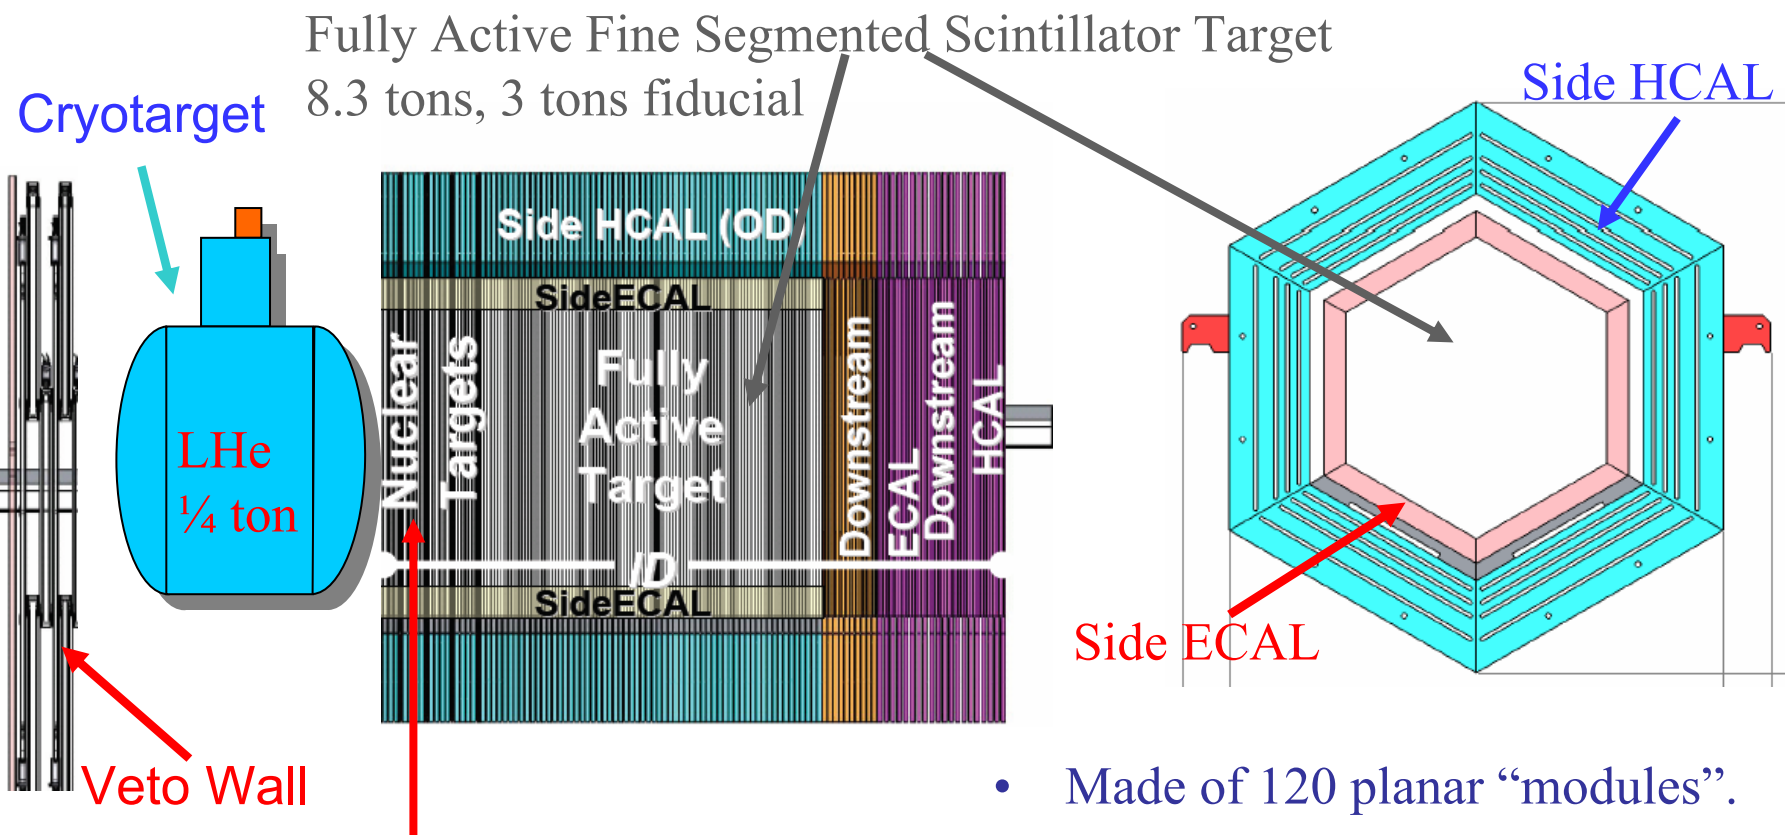 Fully Active Fine Segmented Scintillator Target
8.3 tons, 3 tons fiducial
Cryotarget
Side HCAL
Side HCAL (OD)
SideECAL
Nuclear
Targets
Fully
Active
Target
Downstream
ECAL
Downstream
HCAL
LHe
¼ ton
ID
SideECAL
Side ECAL
Veto Wall
• Made of 120 planar “modules”.